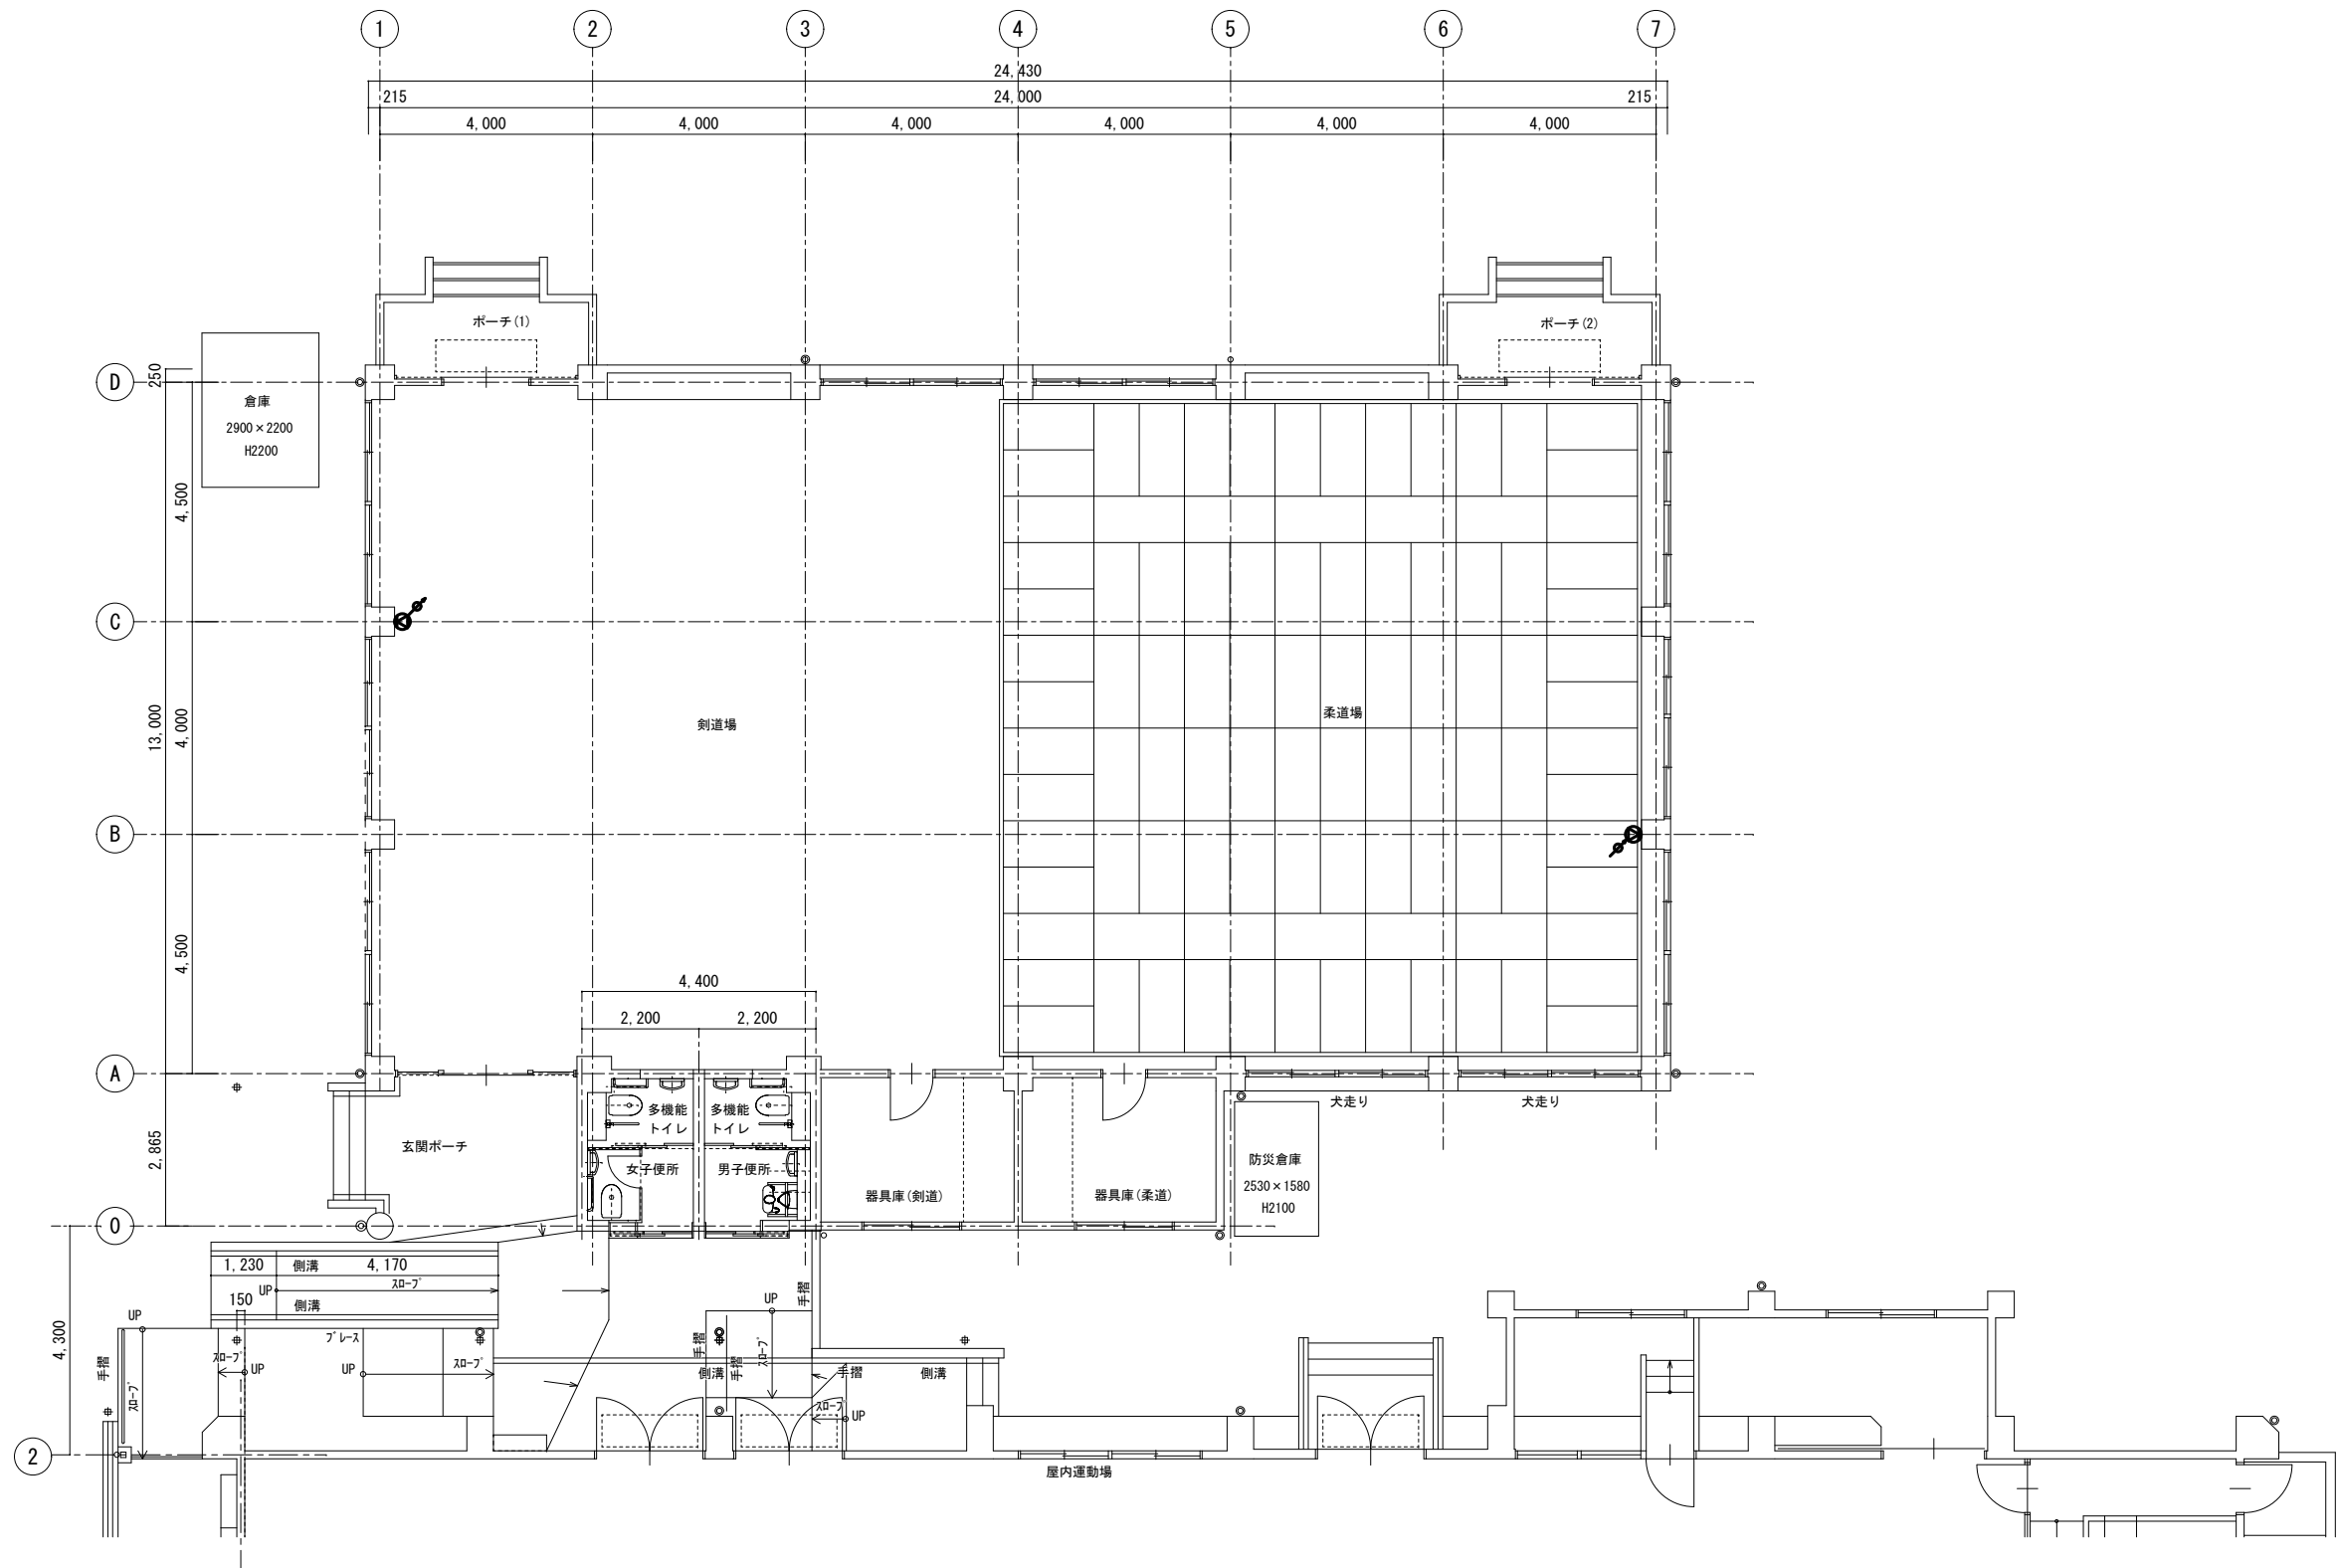 1 2 3 4 5 6 7
24,430
215 24,000 215
4,000 4,000 4,000 4,000 4,000 4,000
ポーチ(1)
ポーチ(2)
D
250
倉庫
2900×2200
H2200
4,500
C
13,000
4,000
剣道場
柔道場
B
4,500
4,400
2,200 2,200
A
2,865
玄関ポーチ
多機能
トイレ
多機能
トイレ
女子便所
男子便所
器具庫(剣道)
器具庫(柔道)
犬走り
犬走り
防災倉庫
2530×1580
H2100
0
1,230 側溝 4,170
UP スロープ
150 側溝
UP
4,300
手摺
スロープ
スロープ
UP
ブレース
UP
スロープ
手摺
UP
手摺
手摺
スロープ
側溝
手摺
側溝
スロープ
UP
2
屋内運動場